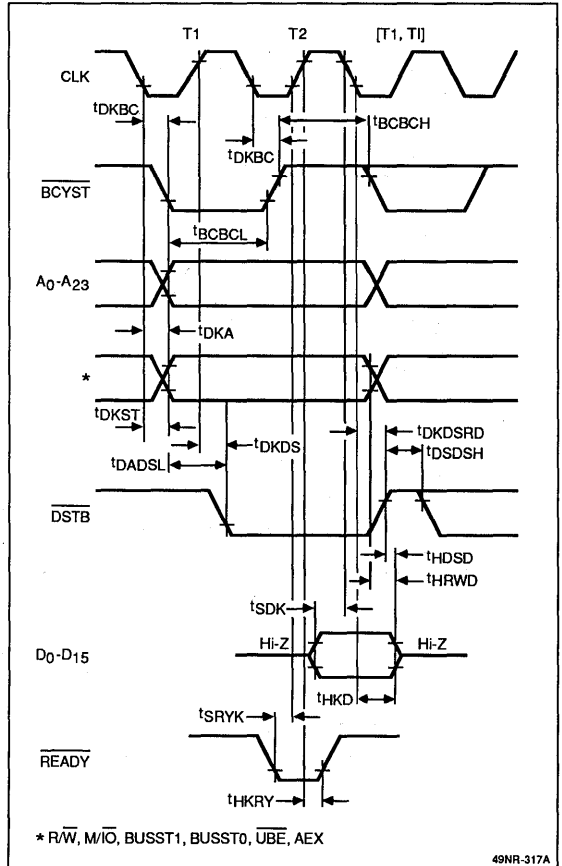 T1 T2 [T1, TI]
CLK
tDKBC
tBCBCH
tDKBC
BCYST
tBCBCL
A0-A23
tDKA
*
tDKST
tDKDS
tDKDSRD
tDADSL
tDSDSH
DSTB
tHDSD
tHRWD
tSDK
Hi-Z Hi-Z
D0-D15
tHKD
tSRYK
READY
tHKRY
* R/W, M/IO, BUSST1, BUSST0, UBE, AEX
49NR-317A